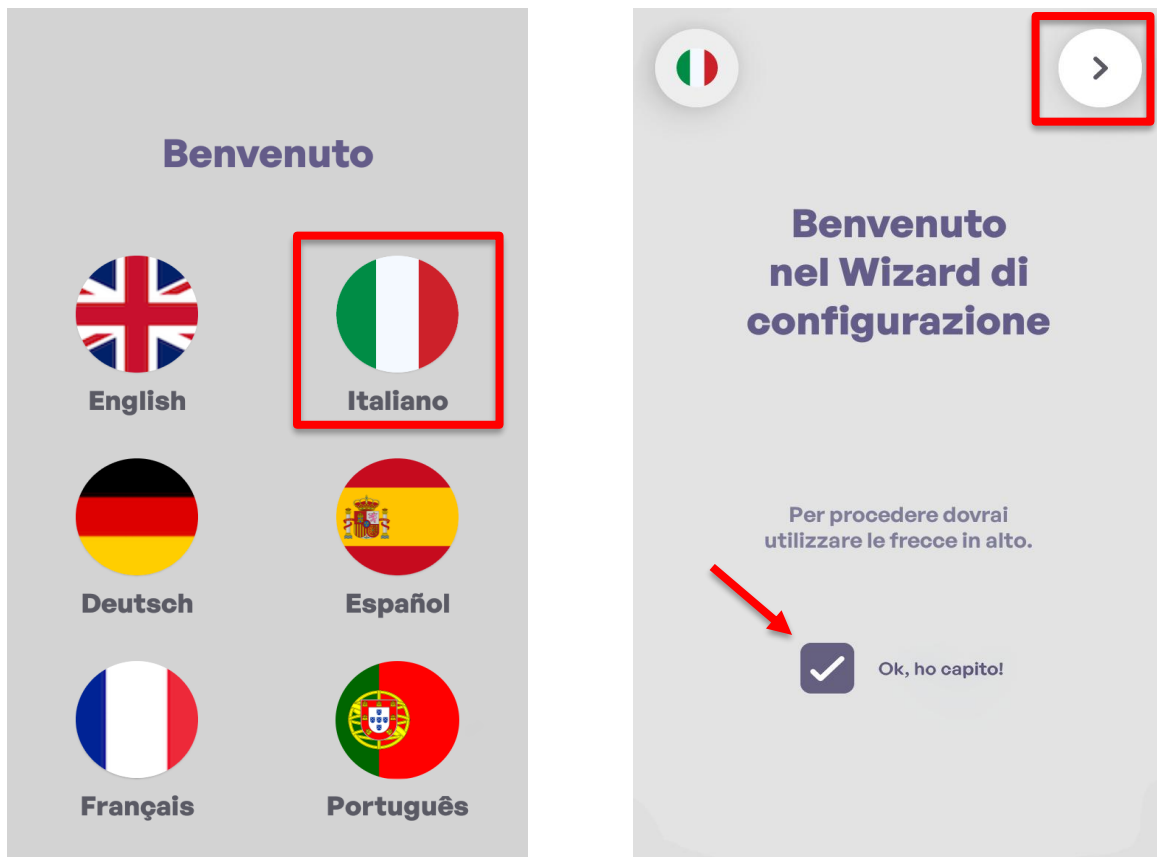 Benvenuto
English
Italiano
Deutsch
Español
Français
Português
Benvenuto
nel Wizard di
configurazione
Per procedere dovrai
utilizzare le frecce in alto.
Ok, ho capito!